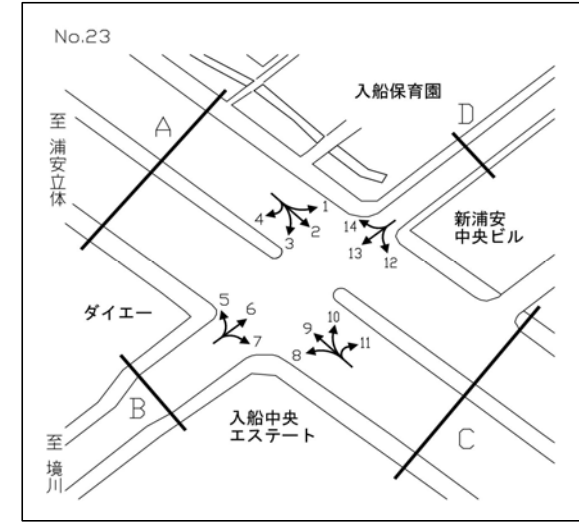 No.23
入船保育園
D
A
至
浦安立体
新浦安
中央ビル
1
2
3
4
14
13
12
ダイエー
5
6
7
8
9
10
11
B
C
入船中央
エステート
至
境川